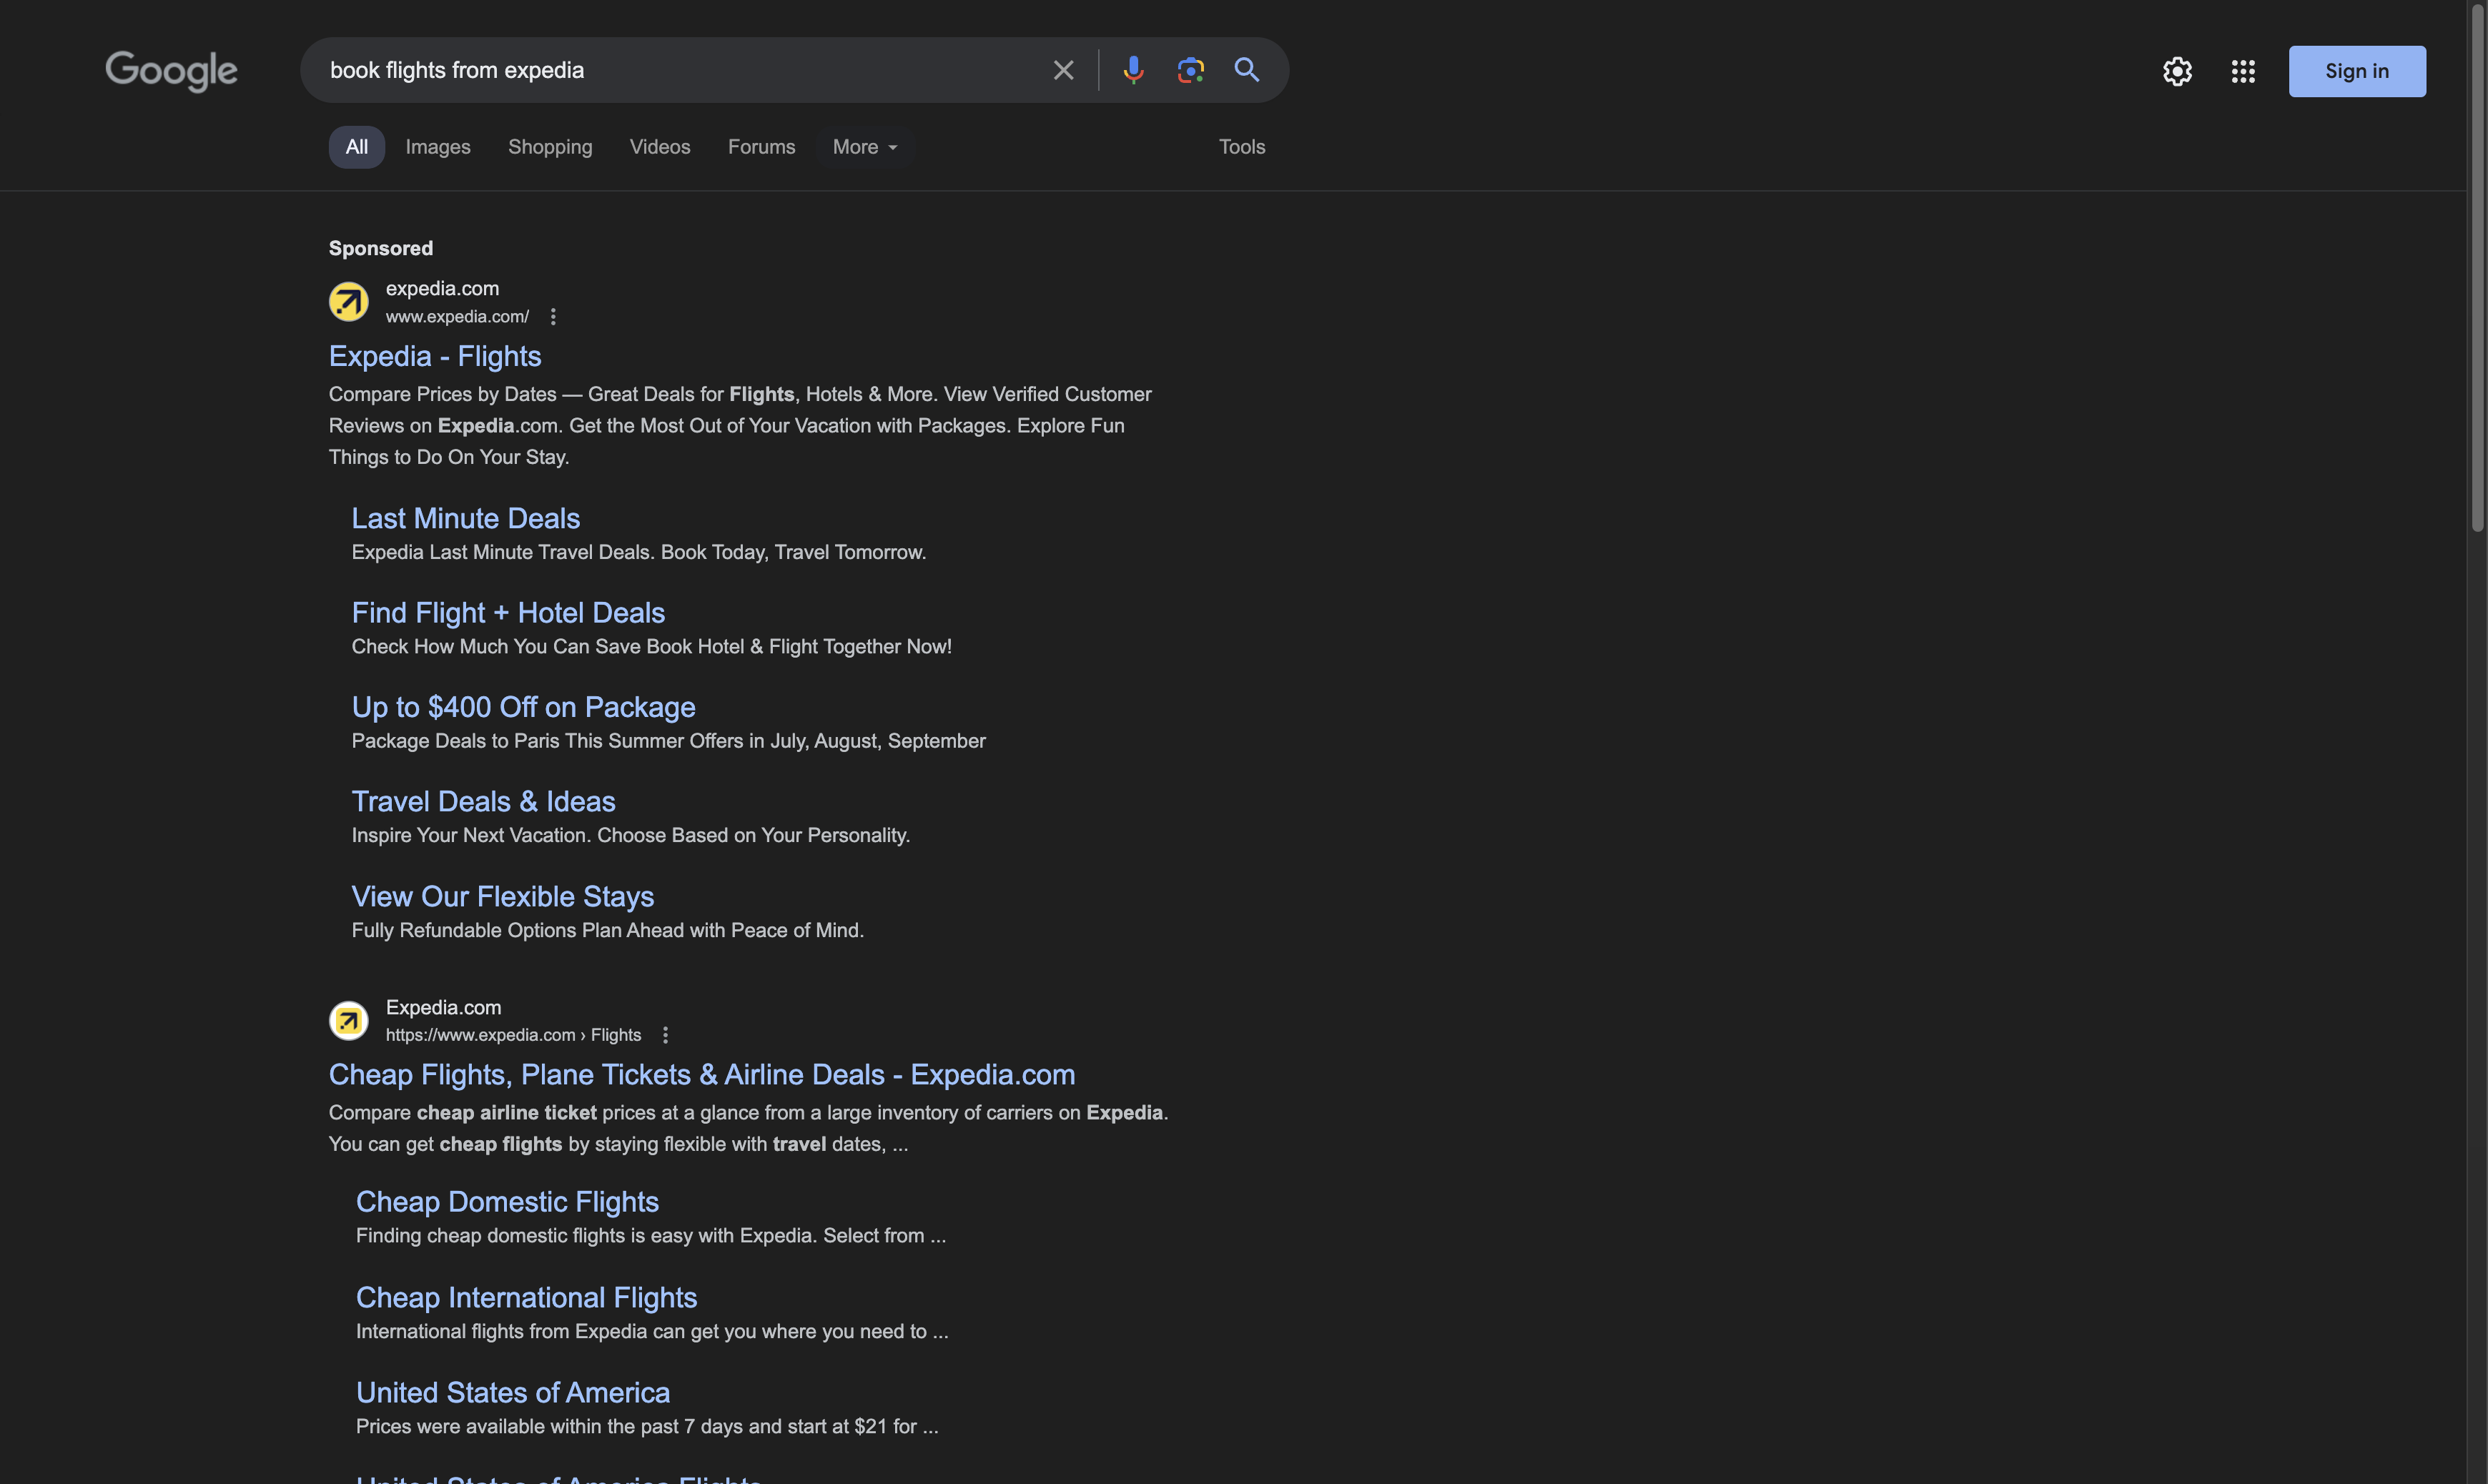 Google
book flights from expedia
Sign in
All
Images
Shopping
Videos
Forums
More
Tools
Sponsored
expedia.com
www.expedia.com/
Expedia - Flights
Compare Prices by Dates — Great Deals for Flights, Hotels & More. View Verified Customer
Reviews on Expedia.com. Get the Most Out of Your Vacation with Packages. Explore Fun
Things to Do On Your Stay.
Last Minute Deals
Expedia Last Minute Travel Deals. Book Today, Travel Tomorrow.
Find Flight + Hotel Deals
Check How Much You Can Save Book Hotel & Flight Together Now!
Up to $400 Off on Package
Package Deals to Paris This Summer Offers in July, August, September
Travel Deals & Ideas
Inspire Your Next Vacation. Choose Based on Your Personality.
View Our Flexible Stays
Fully Refundable Options Plan Ahead with Peace of Mind.
Expedia.com
https://www.expedia.com › Flights
Cheap Flights, Plane Tickets & Airline Deals - Expedia.com
Compare cheap airline ticket prices at a glance from a large inventory of carriers on Expedia.
You can get cheap flights by staying flexible with travel dates, ...
Cheap Domestic Flights
Finding cheap domestic flights is easy with Expedia. Select from ...
Cheap International Flights
International flights from Expedia can get you where you need to ...
United States of America
Prices were available within the past 7 days and start at $21 for ...
United States of America Flights